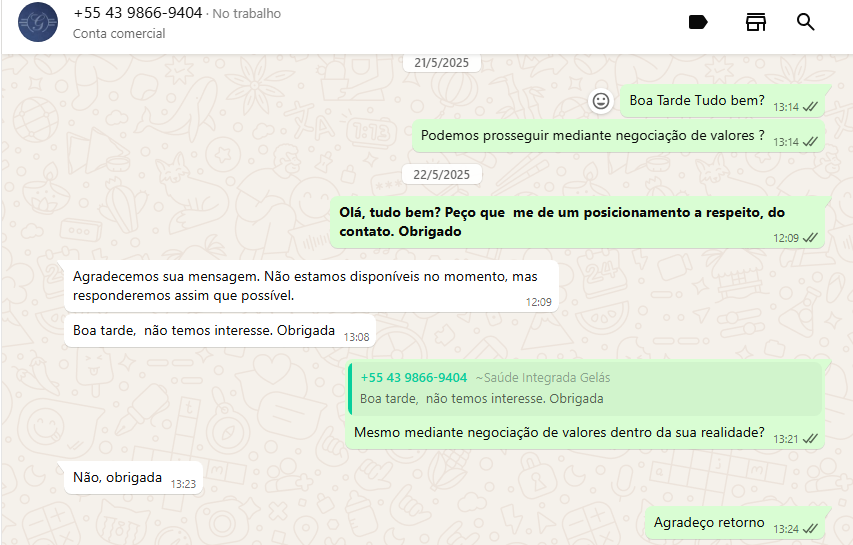 +55 43 9866-9404 · No trabalho
Conta comercial
21/5/2025
Boa Tarde Tudo bem? 13:14
Podemos prosseguir mediante negociação de valores ? 13:14
22/5/2025
Olá, tudo bem? Peço que  me de um posicionamento a respeito, do
contato. Obrigado
12:09
Agradecemos sua mensagem. Não estamos disponíveis no momento, mas
responderemos assim que possível.
12:09
Boa tarde,  não temos interesse. Obrigada 13:08
+55 43 9866-9404 ~Saúde Integrada Gelás
Boa tarde,  não temos interesse. Obrigada
Mesmo mediante negociação de valores dentro da sua realidade? 13:21
Não, obrigada 13:23
Agradeço retorno 13:24